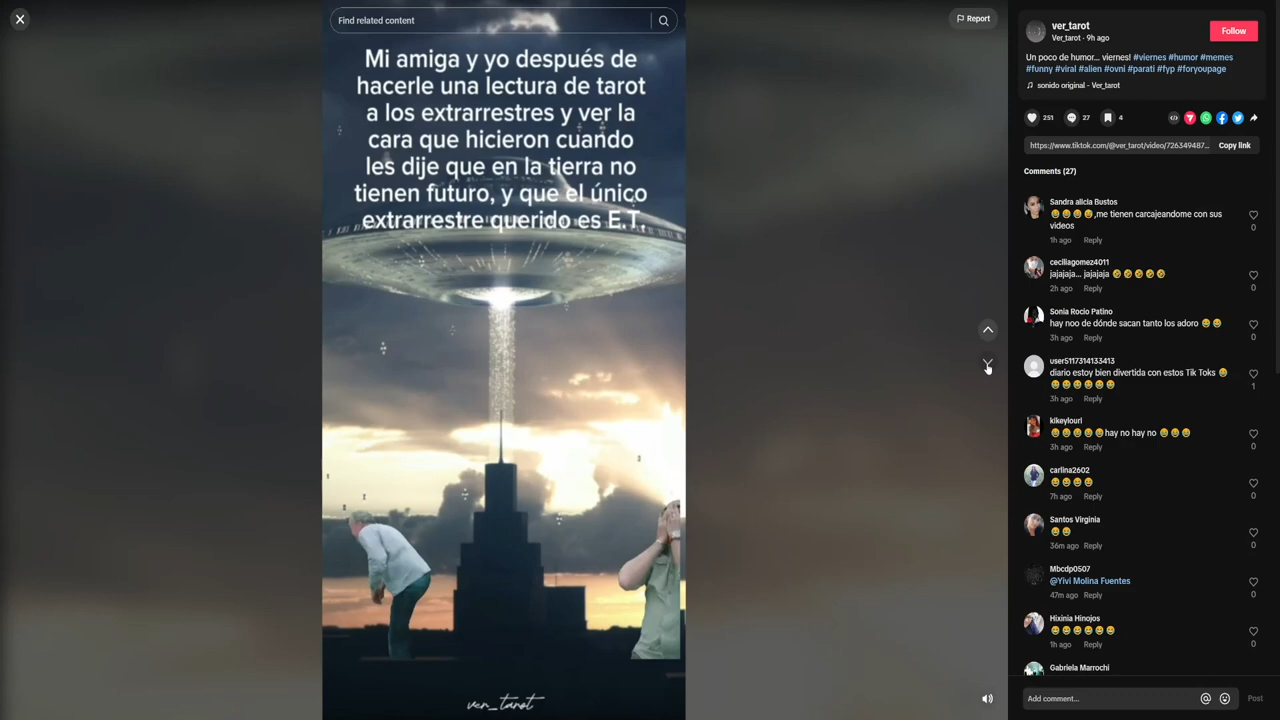 Find related content
Report
Mi amiga y yo después de
hacerle una lectura de tarot
a los extrarrestres y ver la
cara que hicieron cuando
les dije que en la tierra no
tienen futuro, y que el único
extrarrestre querido es E.T.
ver_tarot
ver_tarot
Ver_tarot · 9h ago
Follow
Un poco de humor... viernes! #viernes #humor #memes
#funny #viral #alien #ovni #parati #fyp #foryoupage
sonido original - Ver_tarot
251
27
4
https://www.tiktok.com/@ver_tarot/video/726349487...
Copy link
Comments (27)
Sandra alicia Bustos
,me tienen carcajeandome con sus
videos
0
1h ago Reply
ceciliagomez4011
jajajaja... jajajaja
2h ago Reply
0
Sonia Rocio Patino
hay noo de dónde sacan tanto los adoro
3h ago Reply
0
user5117314133413
diario estoy bien divertida con estos Tik Toks
1
3h ago Reply
kikeylouri
hay no hay no
3h ago Reply
0
carlina2602
7h ago Reply
0
Santos Virginia
36m ago Reply
0
Mbcdp0507
@Yivi Molina Fuentes
47m ago Reply
0
Hixinia Hinojos
1h ago Reply
0
Gabriela Marrochi
Add comment...
Post